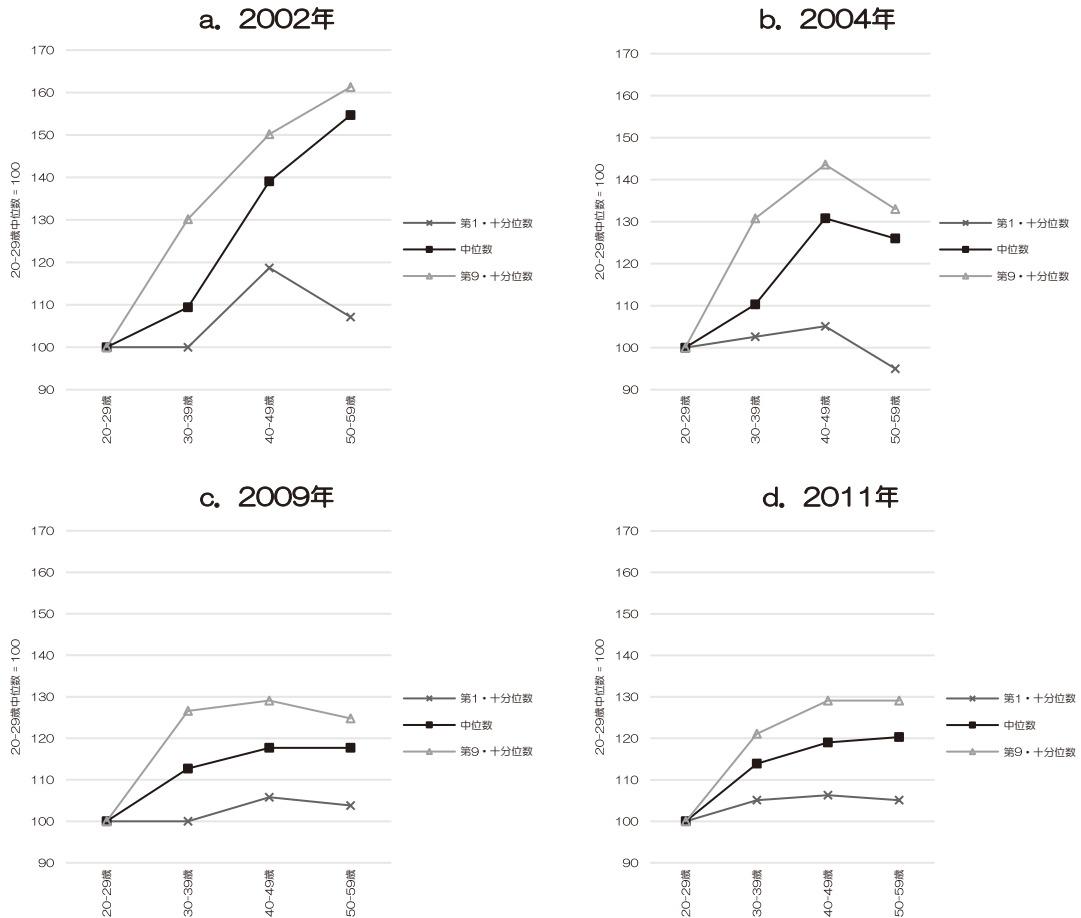 a. 2002年
170
160
150
140
130
120
110
100
90
20-29歳中位数 = 100
20-29歳
30-39歳
40-49歳
50-59歳
第1・十分位数
中位数
第9・十分位数
b. 2004年
170
160
150
140
130
120
110
100
90
20-29歳中位数 = 100
20-29歳
30-39歳
40-49歳
50-59歳
第1・十分位数
中位数
第9・十分位数
c. 2009年
170
160
150
140
130
120
110
100
90
20-29歳中位数 = 100
20-29歳
30-39歳
40-49歳
50-59歳
第1・十分位数
中位数
第9・十分位数
d. 2011年
170
160
150
140
130
120
110
100
90
20-29歳中位数 = 100
20-29歳
30-39歳
40-49歳
50-59歳
第1・十分位数
中位数
第9・十分位数